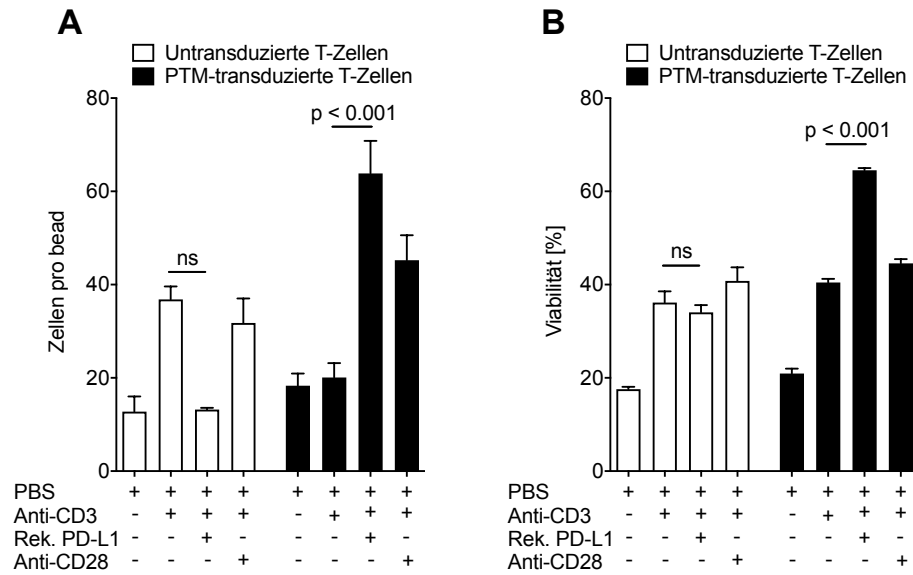 A
Untransduzierte T-Zellen
PTM-transduzierte T-Zellen
Zellen pro bead
80
60
40
20
0
ns
p < 0.001
PBS + + + + + + + +
Anti-CD3 - + + + - + + +
Rek. PD-L1 - - + - - - + -
Anti-CD28 - - - + - - - +
B
Untransduzierte T-Zellen
PTM-transduzierte T-Zellen
Viabilität [%]
80
60
40
20
0
ns
p < 0.001
PBS + + + + + + + +
Anti-CD3 - + + + - + + +
Rek. PD-L1 - - + - - - + -
Anti-CD28 - - - + - - - +